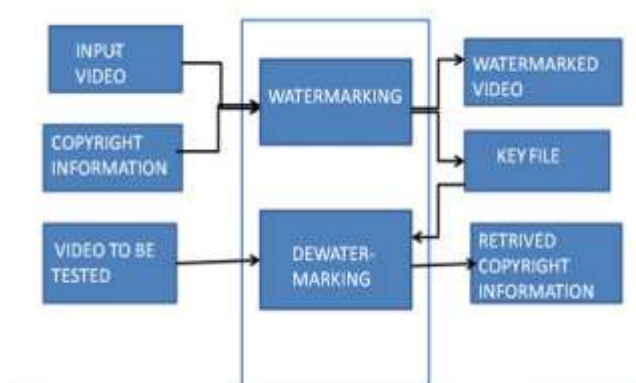 INPUT
VIDEO
WATERMARKING
WATERMARKED
VIDEO
COPYRIGHT
INFORMATION
KEY FILE
VIDEO TO BE
TESTED
DEWATER-
MARKING
RETRIVED
COPYRIGHT
INFORMATION